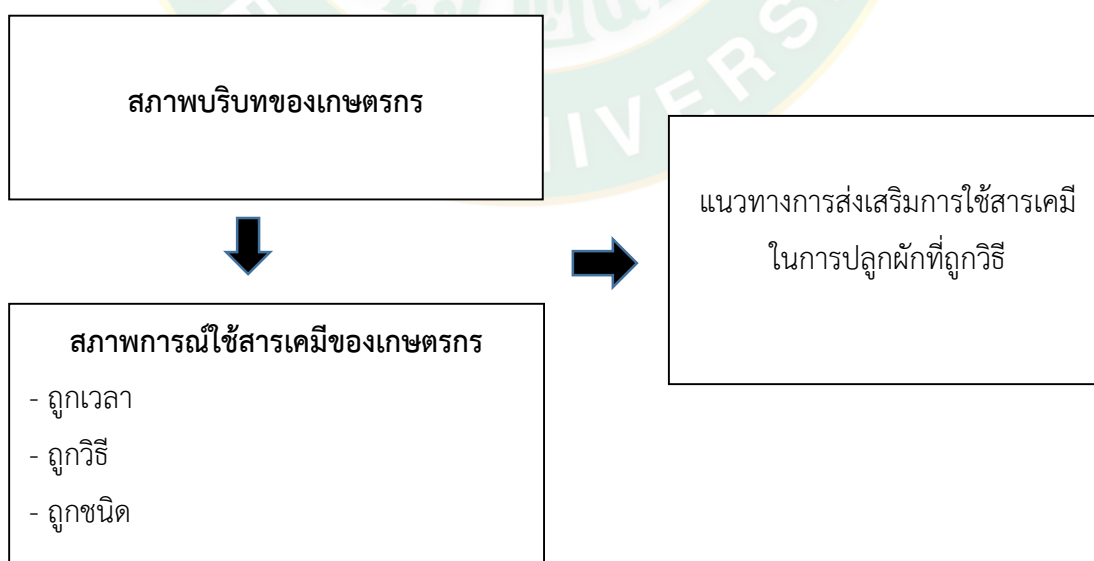 สภาพบริบทของเกษตรกร
แนวทางการส่งเสริมการใช้สารเคมี
ในการปลูกผักที่ถูกวิธี
สภาพการณ์ใช้สารเคมีของเกษตรกร
- ถูกเวลา
- ถูกวิธี
- ถูกชนิด